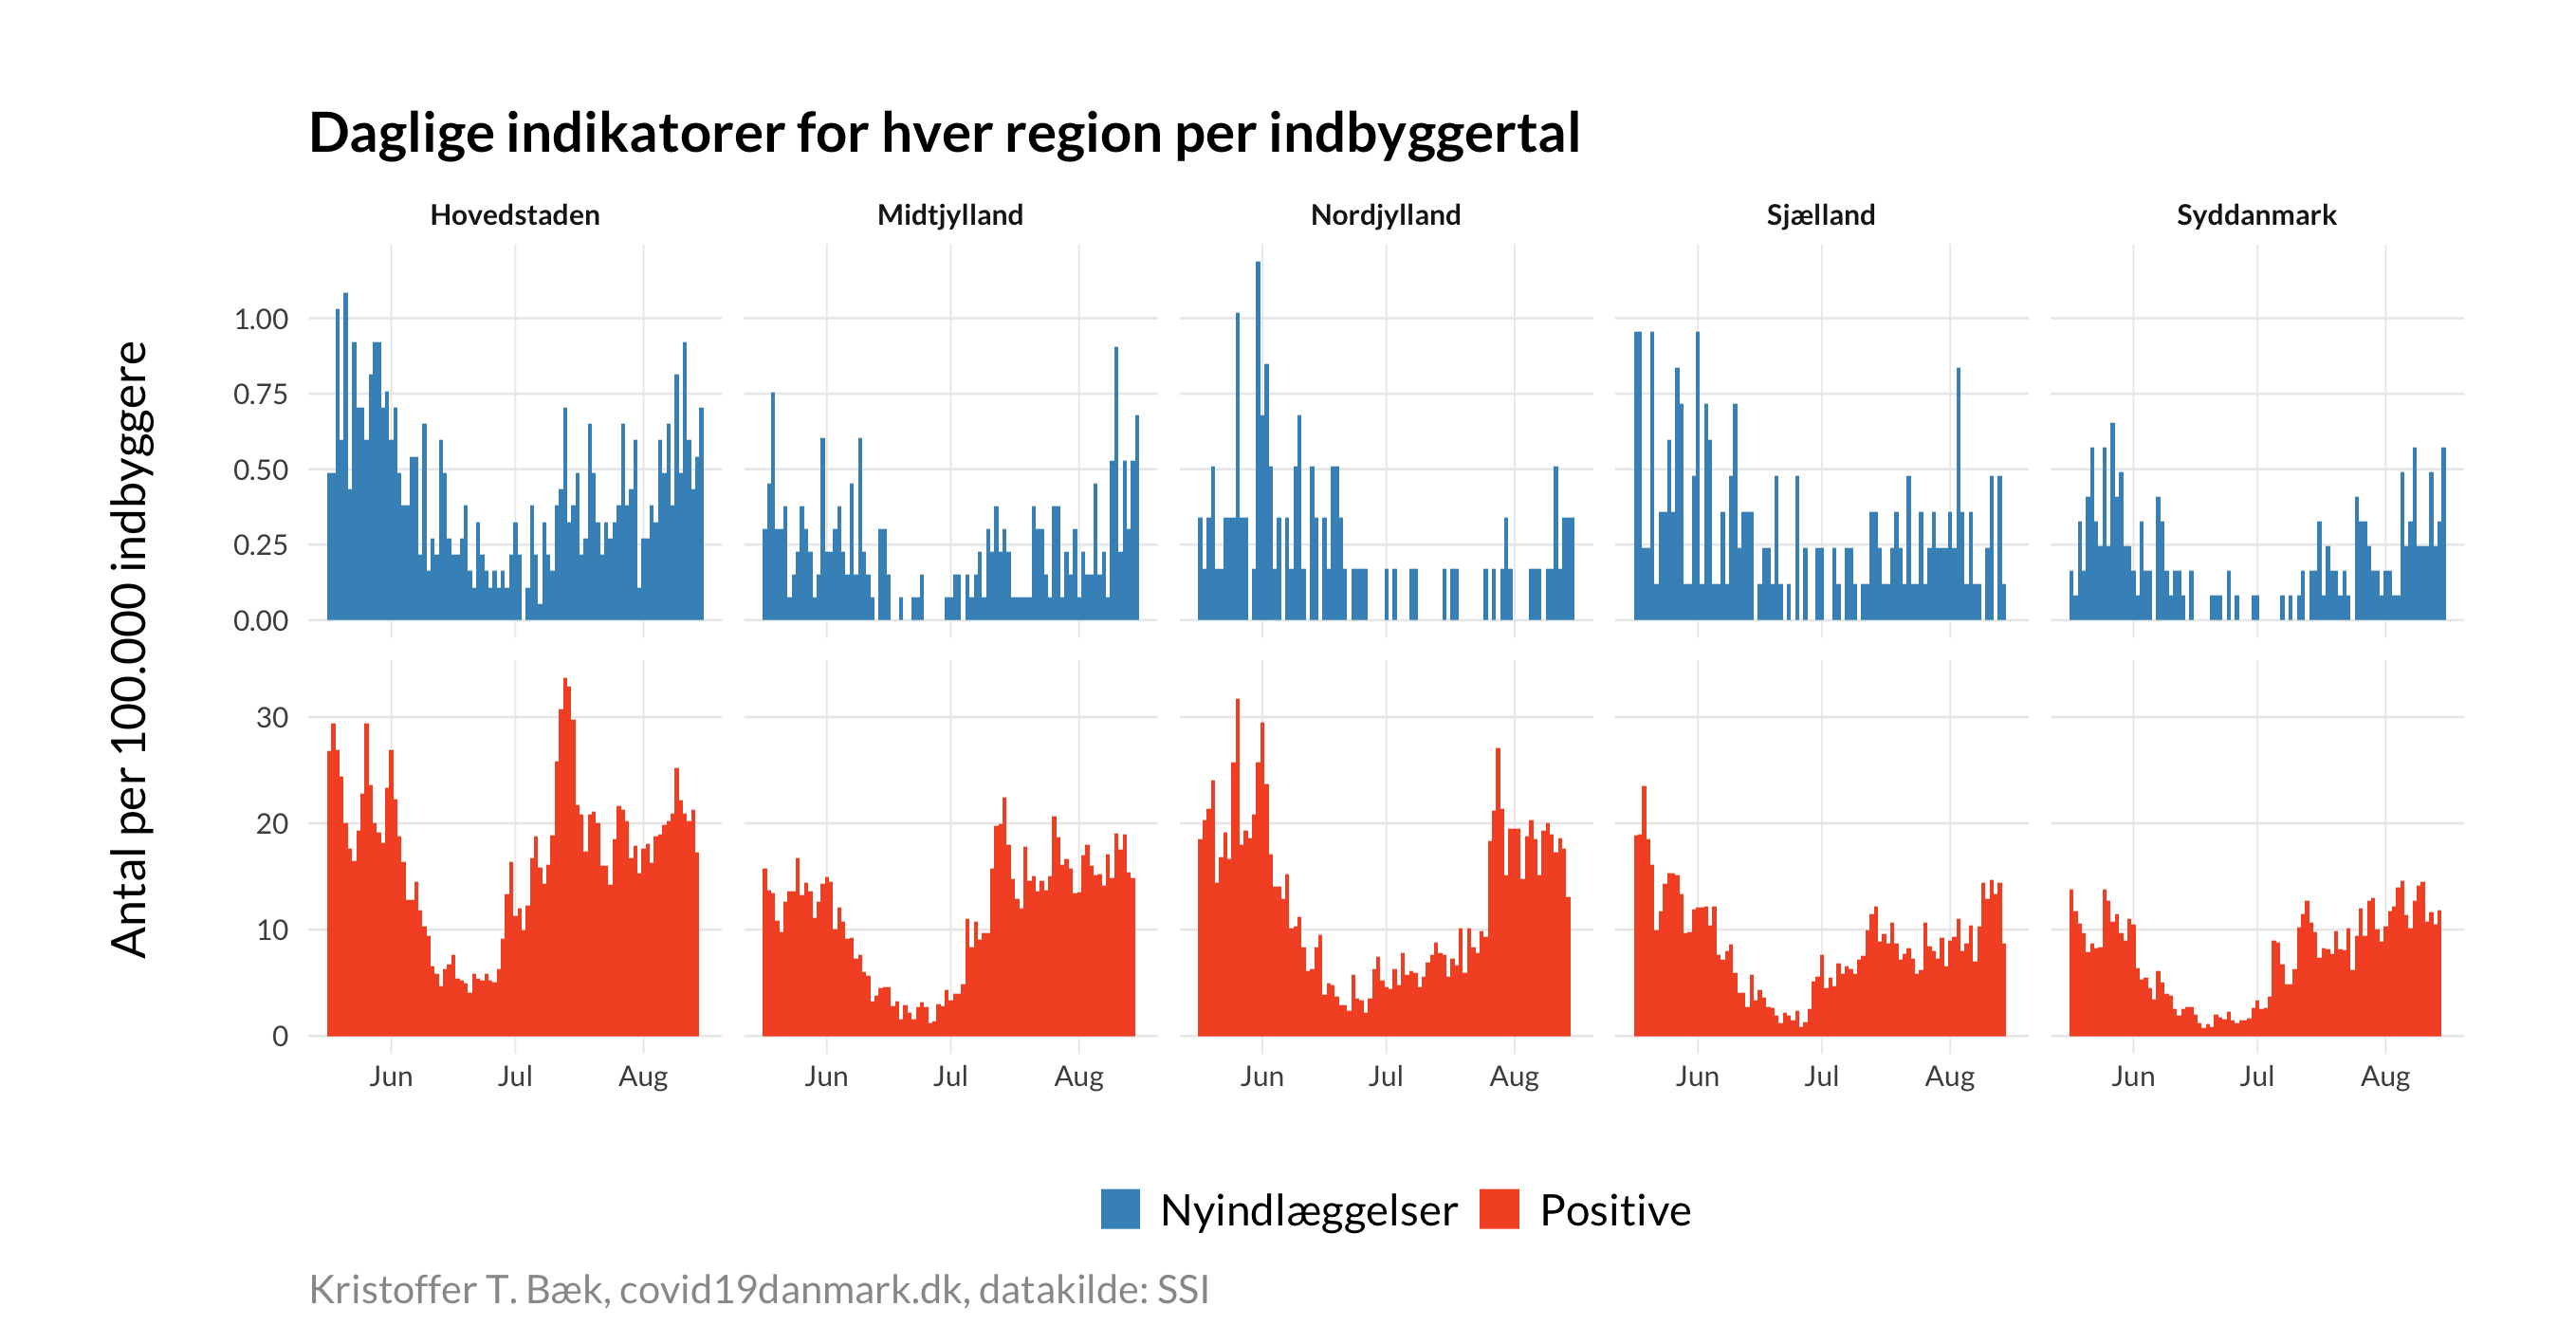 Daglige indikatorer for hver region per indbyggertal
Hovedstaden
Midtjylland
Nordjylland
Sjælland
Syddanmark
Antal per 100.000 indbyggere
1.00
0.75
0.50
0.25
0.00
30
20
10
0
Jun Jul Aug
Jun Jul Aug
Jun Jul Aug
Jun Jul Aug
Jun Jul Aug
Nyindlæggelser Positive
Kristoffer T. Bæk, covid19danmark.dk, datakilde: SSI